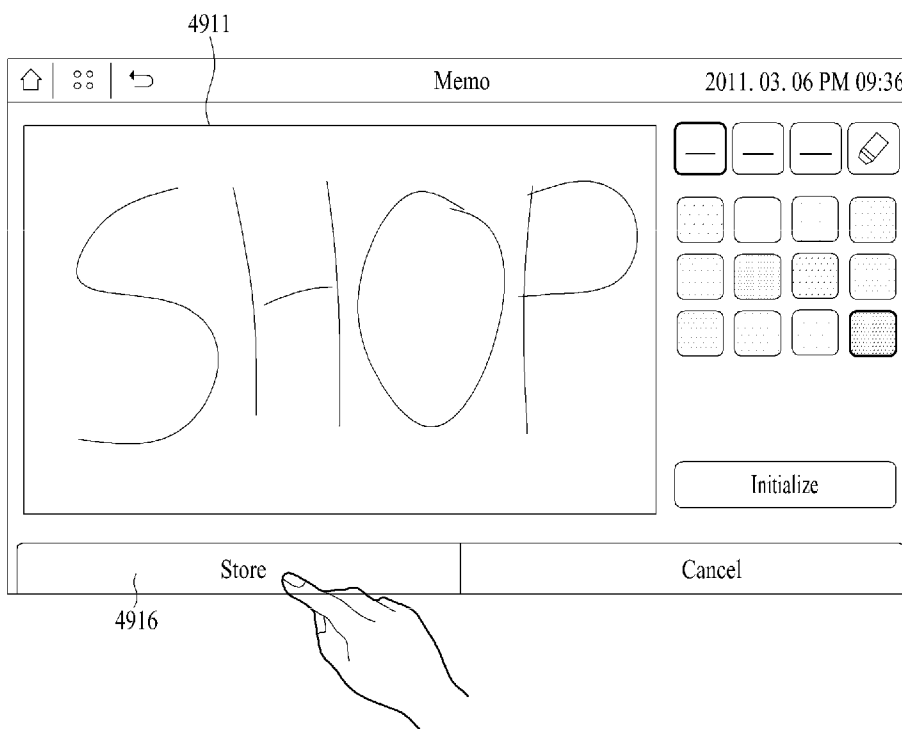 4911
Memo 2011. 03. 06 PM 09:36
SHOP
Initialize
Store Cancel
4916